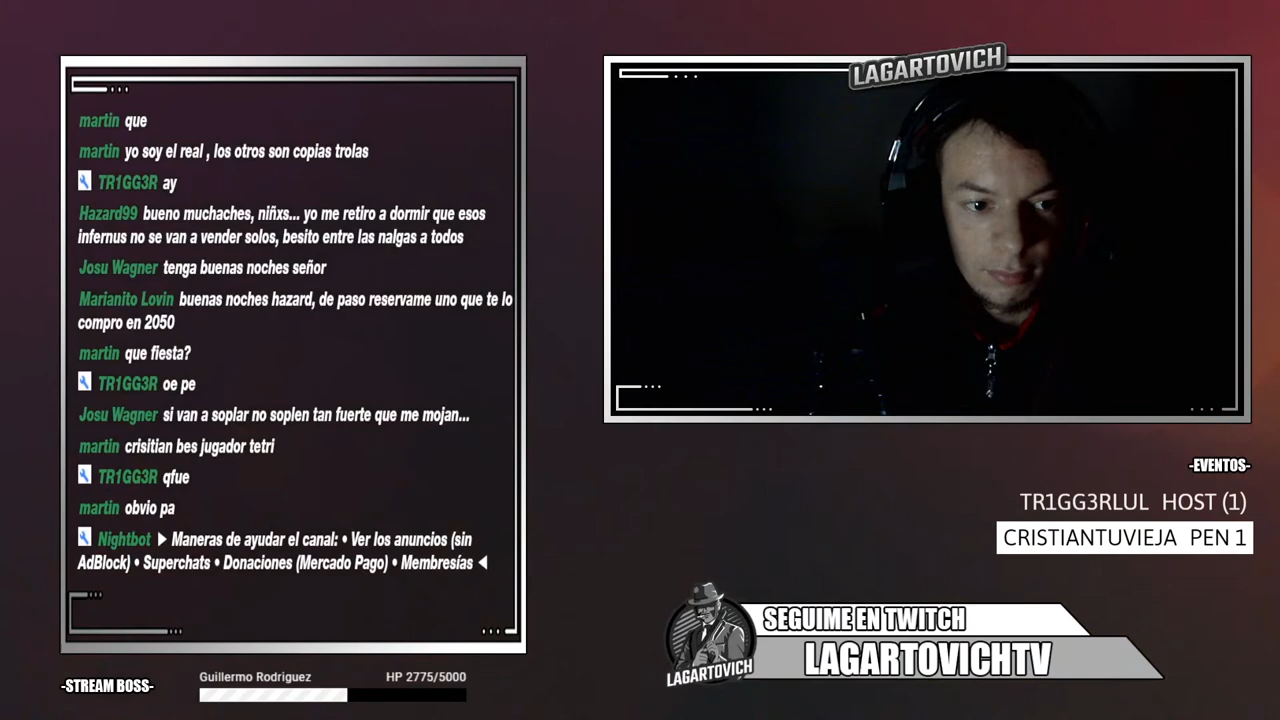 martin que
martin yo soy el real , los otros son copias trolas
TR1GG3R ay
Hazard99 bueno muchaches, niñxs... yo me retiro a dormir que esos
infernus no se van a vender solos, besito entre las nalgas a todos
Josu Wagner tenga buenas noches señor
Marianito Lovin buenas noches hazard, de paso reservame uno que te lo
compro en 2050
martin que fiesta?
TR1GG3R oe pe
Josu Wagner si van a soplar no soplen tan fuerte que me mojan...
martin crisitian bes jugador tetri
TR1GG3R qfue
martin obvio pa
Nightbot ▶ Maneras de ayudar el canal: • Ver los anuncios (sin
AdBlock) • Superchats • Donaciones (Mercado Pago) • Membresías ◀
-STREAM BOSS-
Guillermo Rodriguez HP 2775/5000
LAGARTOVICH
-EVENTOS-
TR1GG3RLUL HOST (1)
CRISTIANTUVIEJA PEN 1
LAGARTOVICH
SEGUIME EN TWITCH
LAGARTOVICHTV